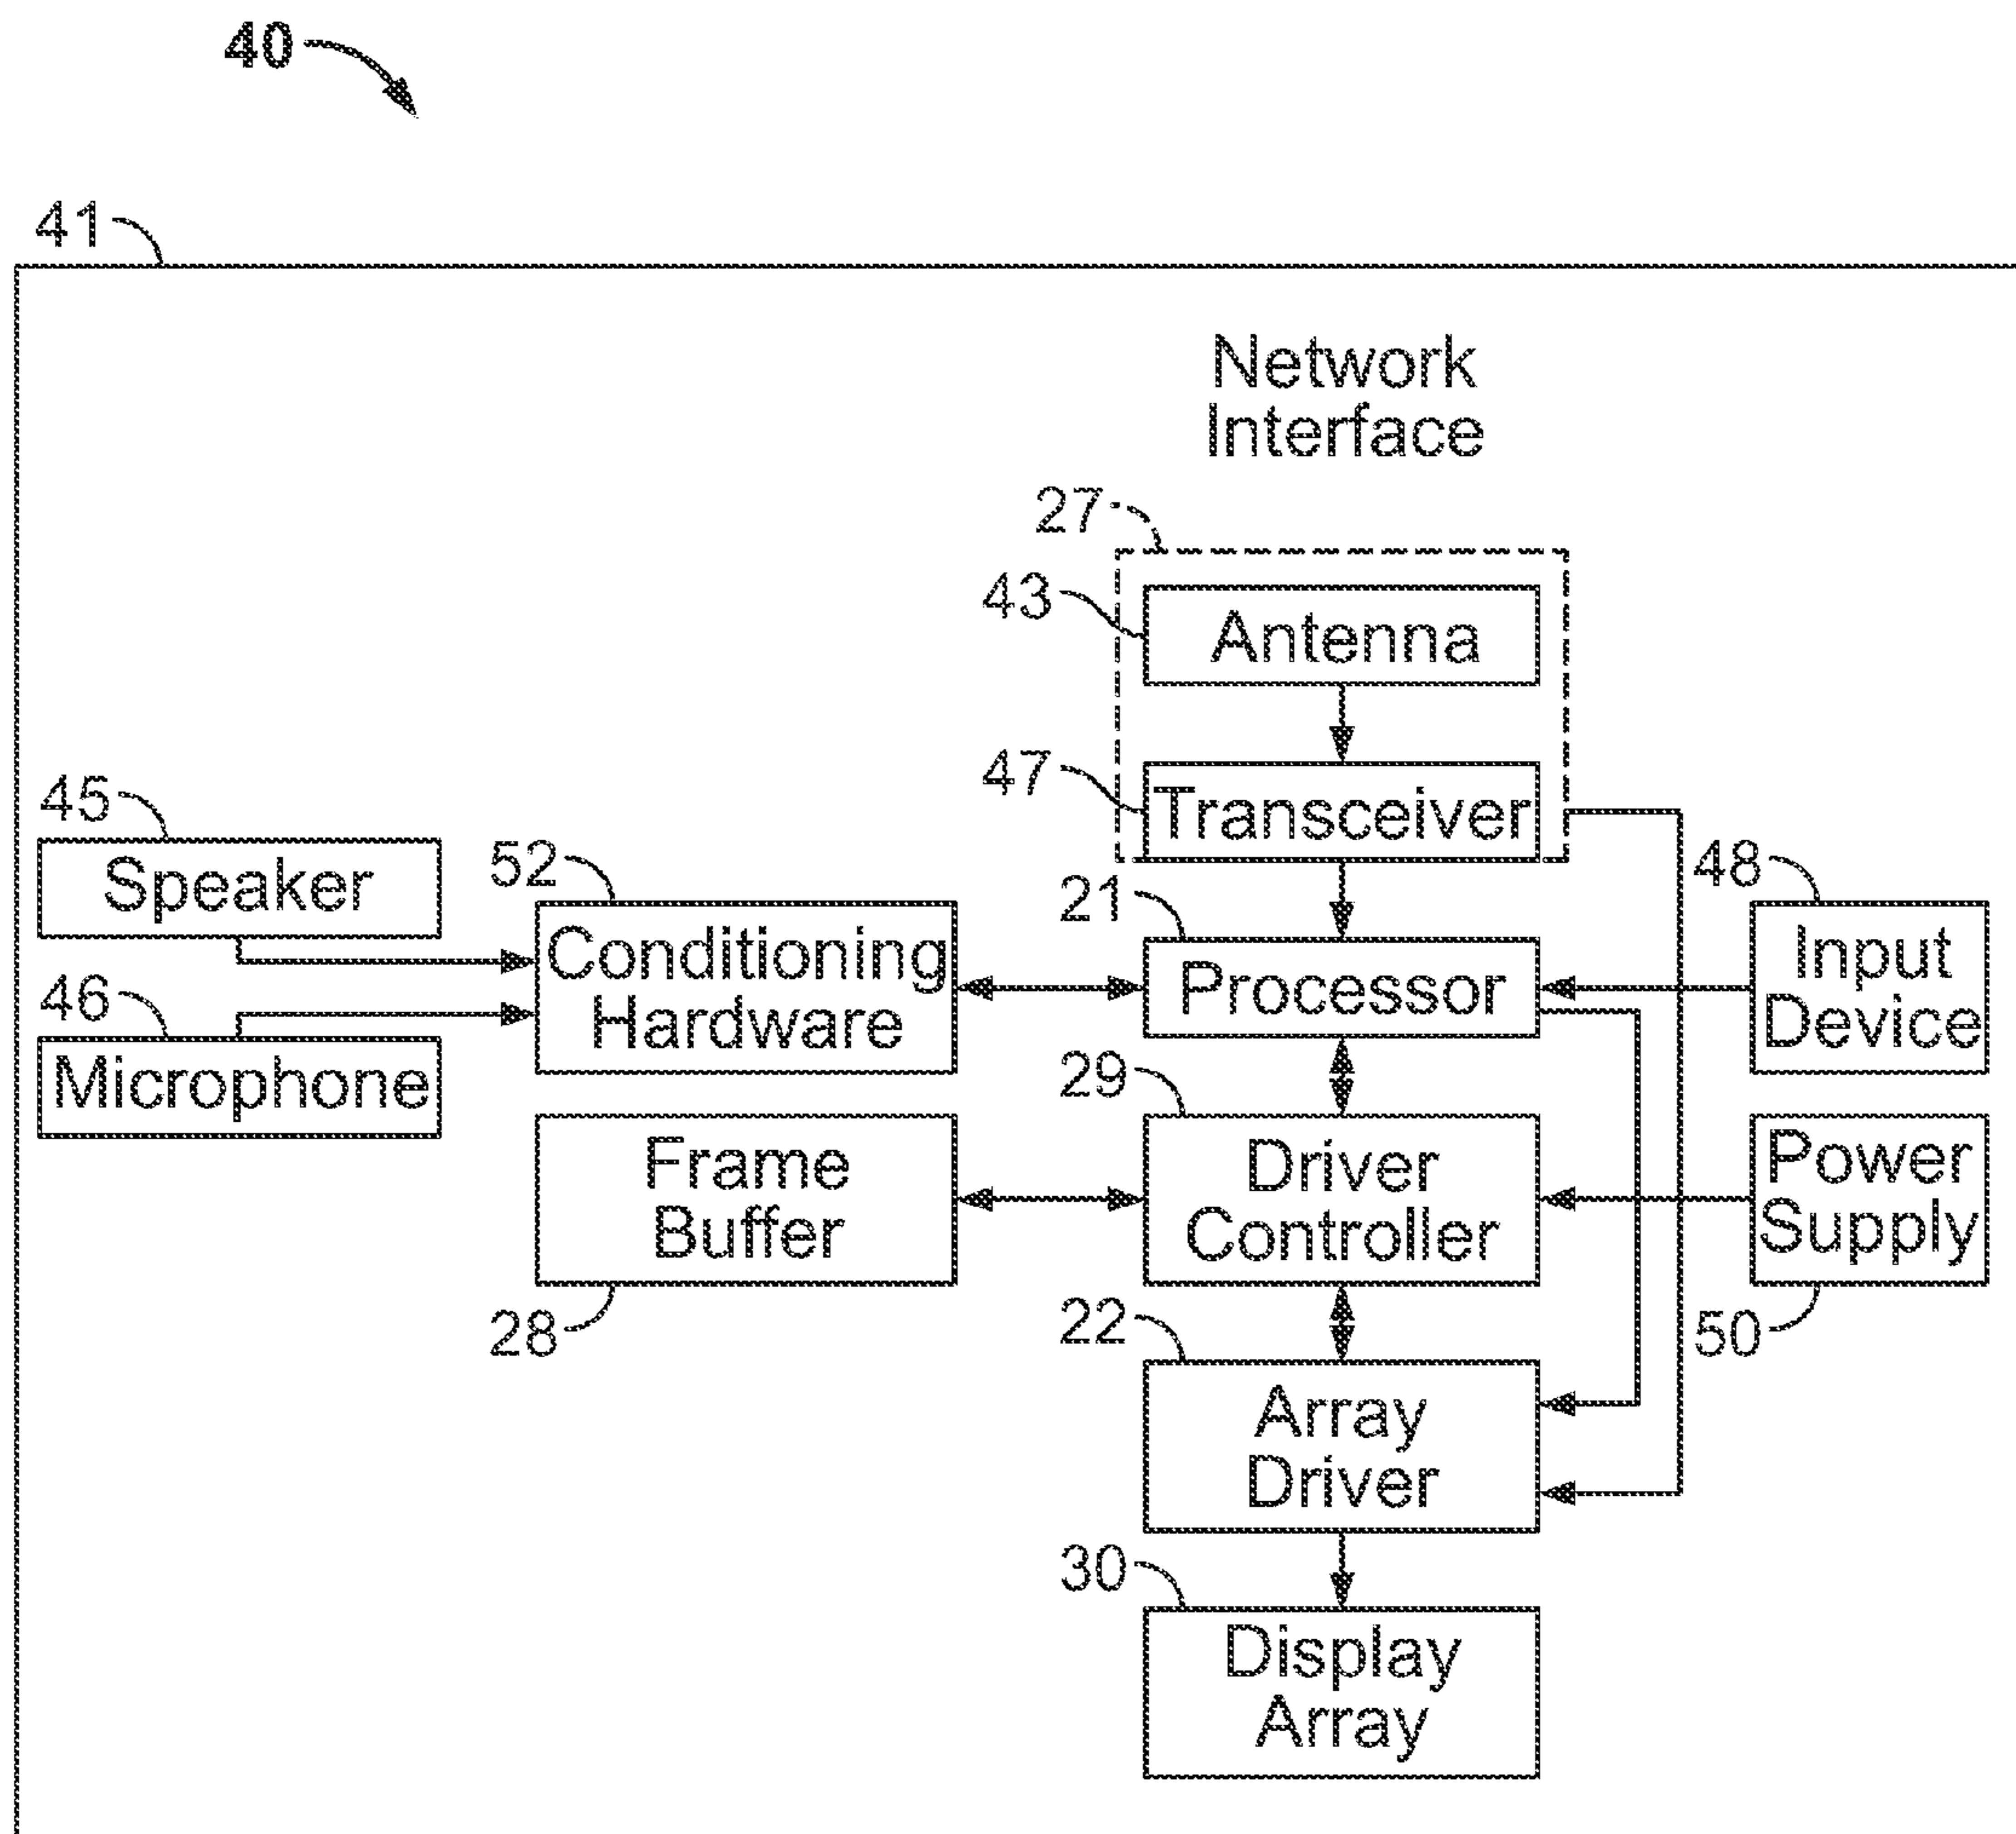 40
41
Network
Interface
27
43
Antenna
47
Transceiver
45
Speaker
52
Conditioning
Hardware
21
Processor
48
Input
Device
46
Microphone
29
Frame
Buffer
28
Driver
Controller
Power
Supply
50
22
Array
Driver
30
Display
Array